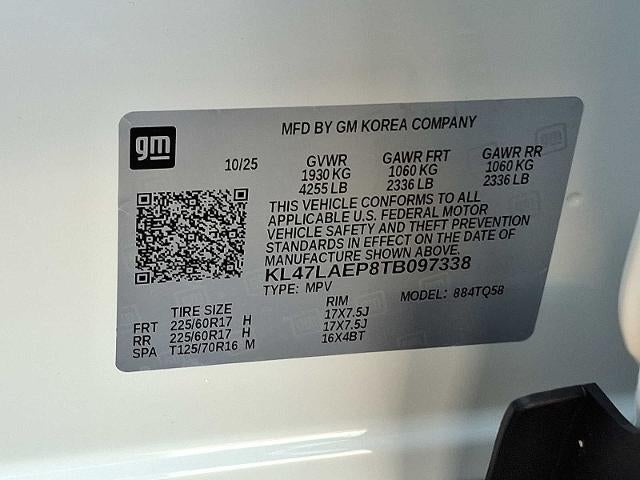 gm
MFD BY GM KOREA COMPANY
10/25 GVWR GAWR FRT GAWR RR
1930 KG 1060 KG 1060 KG
4255 LB 2336 LB 2336 LB
THIS VEHICLE CONFORMS TO ALL
APPLICABLE U.S. FEDERAL MOTOR
VEHICLE SAFETY AND THEFT PREVENTION
STANDARDS IN EFFECT ON THE DATE OF
MANUFACTURE SHOWN ABOVE.
KL47LAEP8TB097338
TYPE: MPV MODEL: 884TQ58
TIRE SIZE RIM
FRT 225/60R17 H 17X7.5J
RR 225/60R17 H 17X7.5J
SPA T125/70R16 M 16X4BT